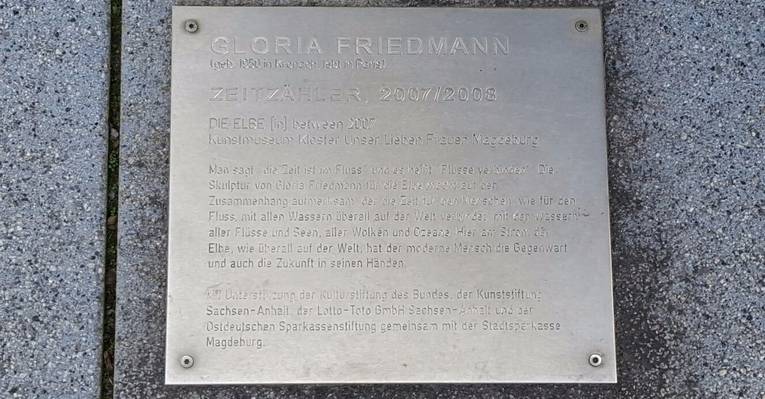 GLORIA FRIEDMANN
(geb. 1950 in Kronach, lebt in Paris)
ZEITZÄHLER, 2007/2008
DIE ELBE [in] between 2007
Kunstmuseum Kloster Unser Lieben Frauen Magdeburg
Man sagt, die Zeit ist im Fluss und es heißt "Flüsse verbinden". Die
Skulptur von Gloria Friedmann für die Elbe macht auf den
Zusammenhang aufmerksam, der die Zeit für den Menschen, wie für den
Fluss, mit allen Wassern überall auf der Welt verbindet, mit den Wassern
aller Flüsse und Seen, aller Wolken und Ozeane. Hier am Strom, der
Elbe, wie überall auf der Welt, hat der moderne Mensch die Gegenwart
und auch die Zukunft in seinen Händen.
Mit Unterstützung der Kulturstiftung des Bundes, der Kunststiftung
Sachsen-Anhalt, der Lotto-Toto GmbH Sachsen-Anhalt und der
Ostdeutschen Sparkassenstiftung gemeinsam mit der Stadtsparkasse
Magdeburg.